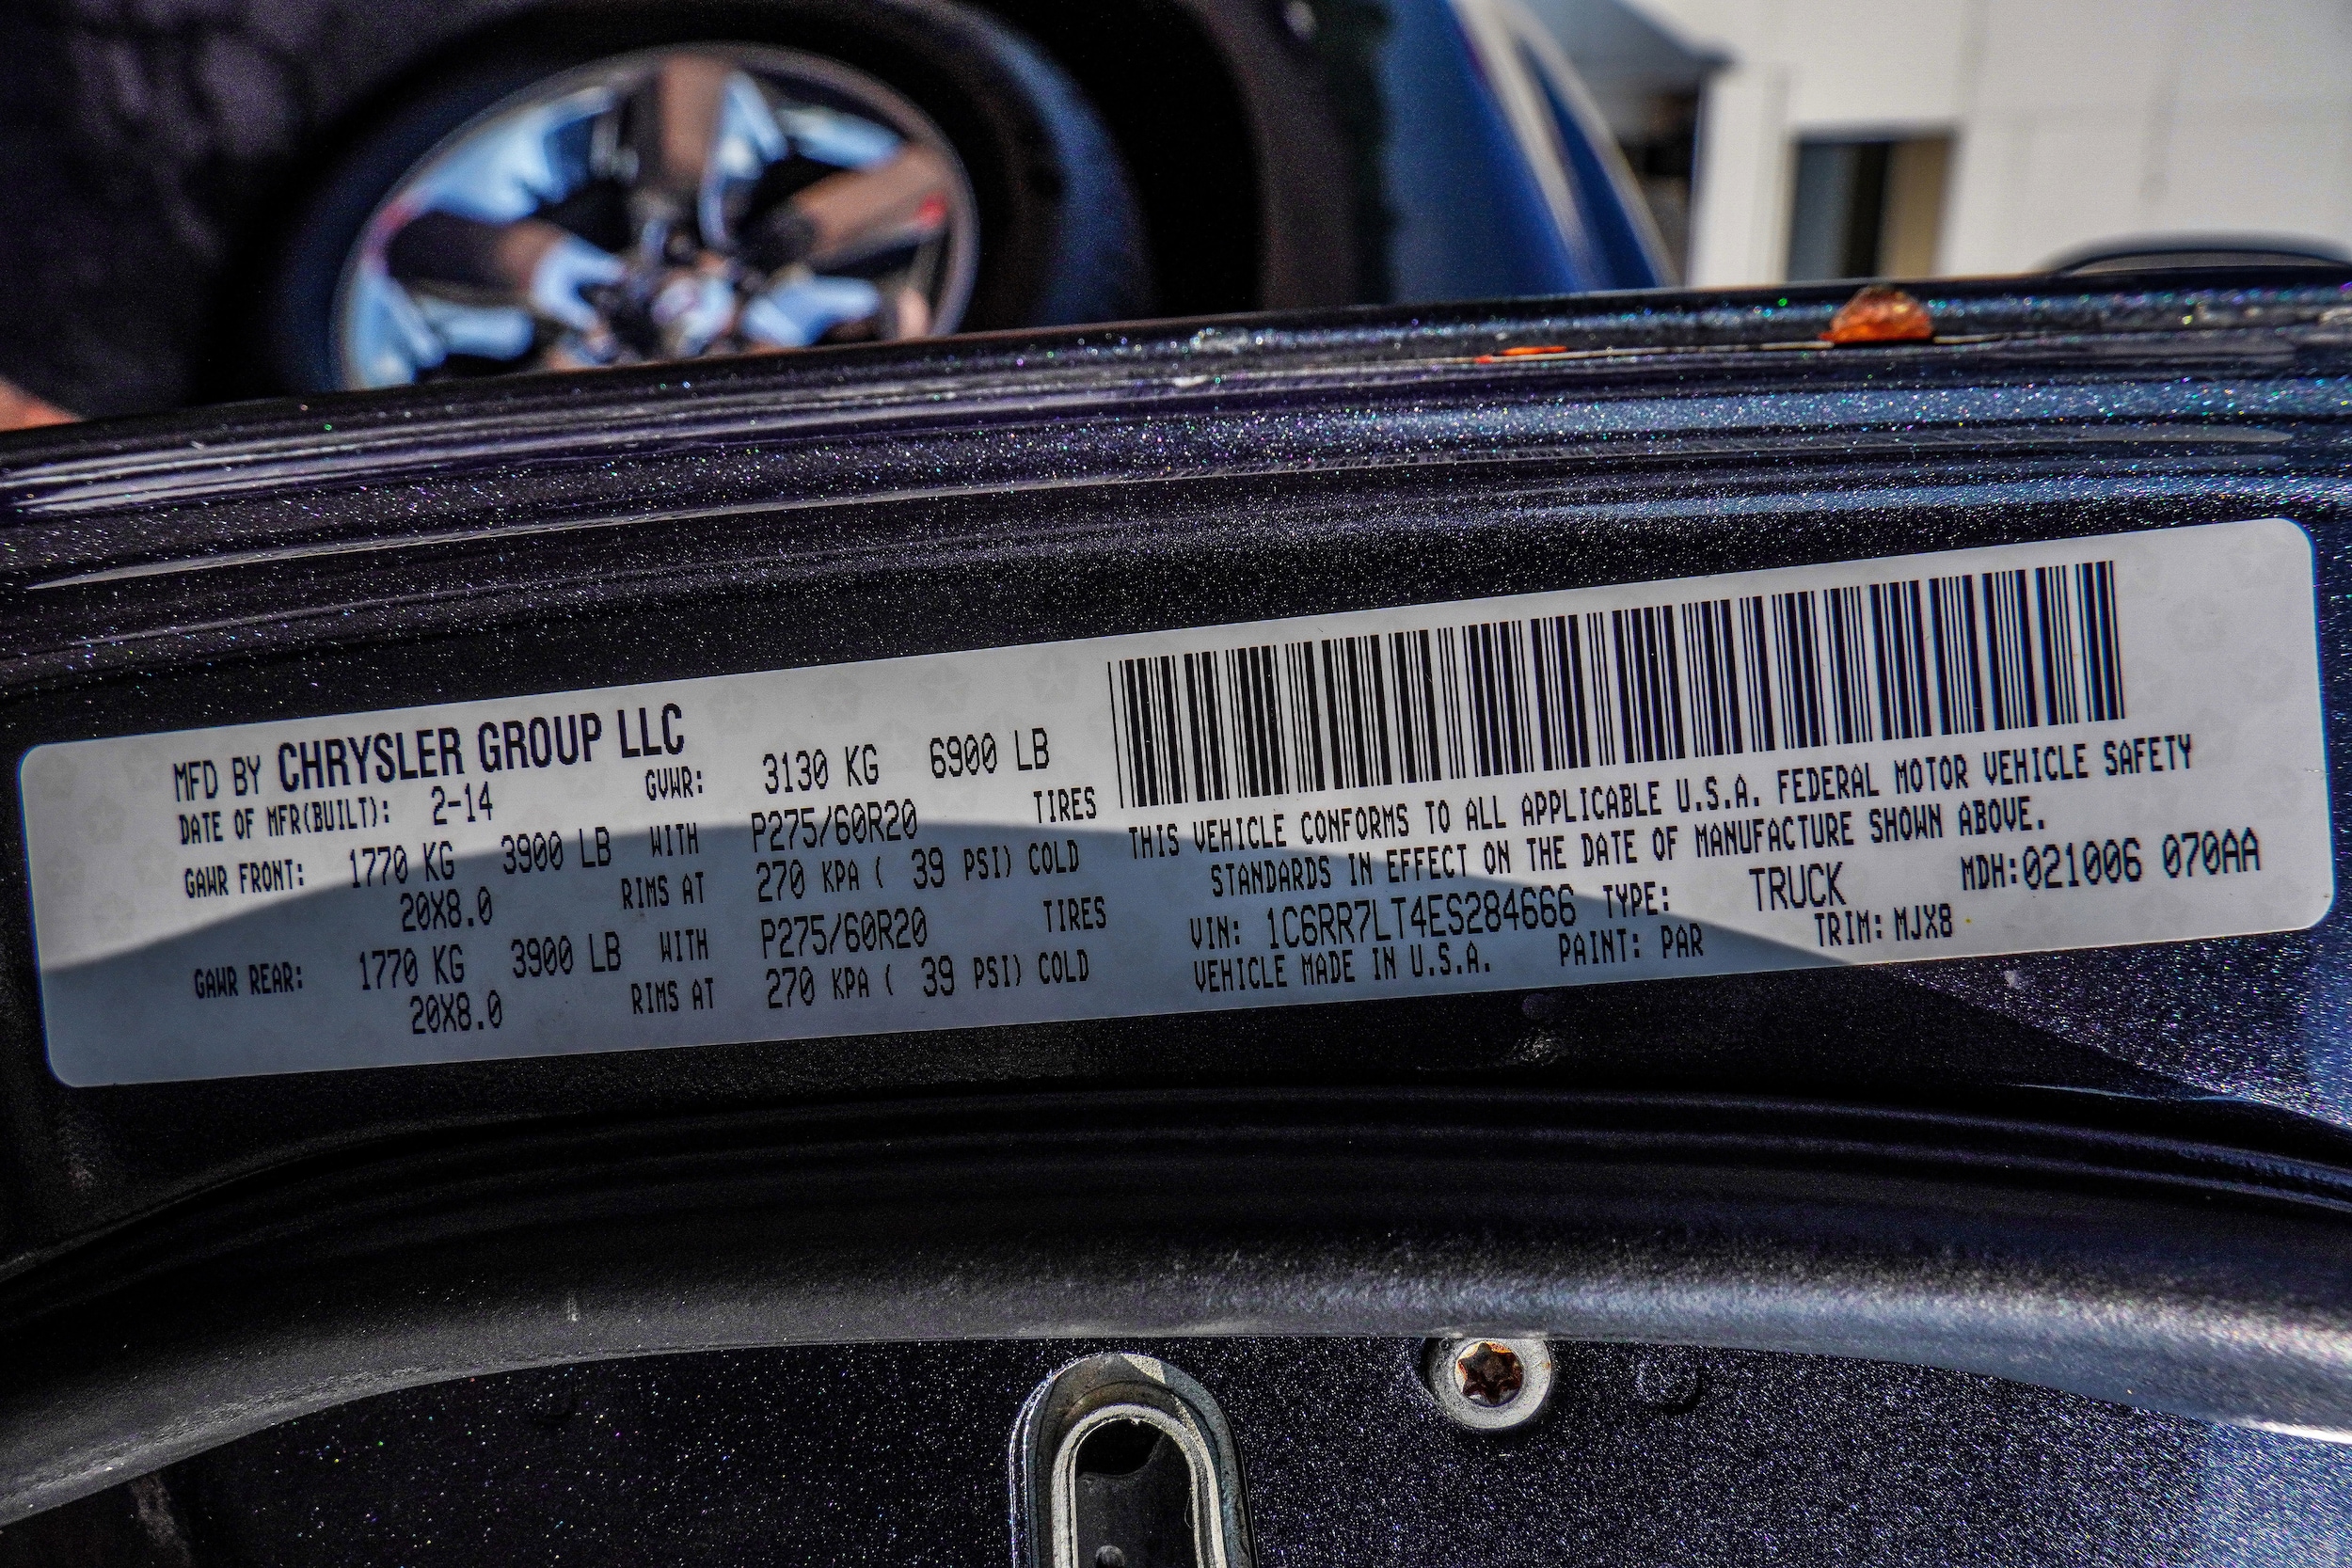 MFD BY CHRYSLER GROUP LLC
DATE OF MFR(BUILT): 2-14 GVWR: 3130 KG 6900 LB
GAWR FRONT: 1770 KG 3900 LB WITH P275/60R20 TIRES
20X8.0 RIMS AT 270 KPA ( 39 PSI) COLD
GAWR REAR: 1770 KG 3900 LB WITH P275/60R20 TIRES
20X8.0 RIMS AT 270 KPA ( 39 PSI) COLD
THIS VEHICLE CONFORMS TO ALL APPLICABLE U.S.A. FEDERAL MOTOR VEHICLE SAFETY
STANDARDS IN EFFECT ON THE DATE OF MANUFACTURE SHOWN ABOVE.
VIN: 1C6RR7LT4ES284666 TYPE: TRUCK MDH:021006 070AA
VEHICLE MADE IN U.S.A. PAINT: PAR TRIM: MJX8